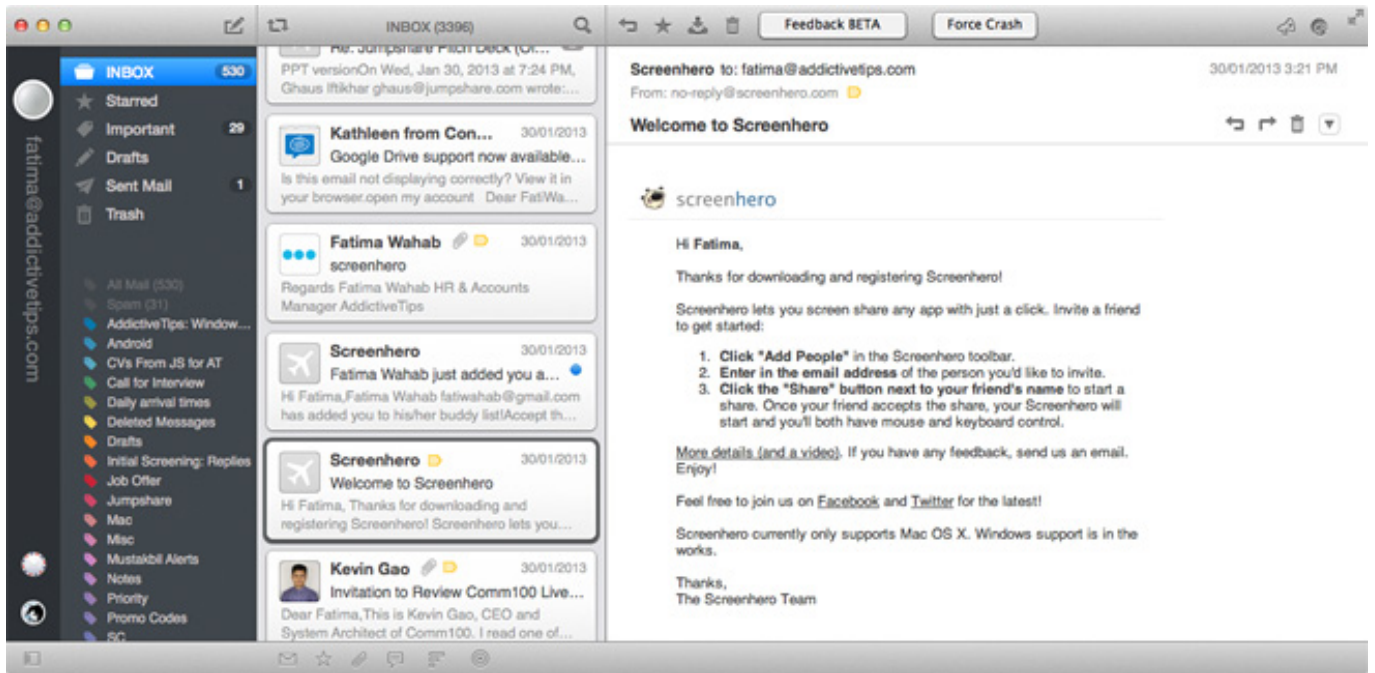 INBOX (3396)
Feedback BETA
Force Crash
fatima@addictivetips.com
INBOX 530
Starred
Important 29
Drafts
Sent Mail 1
Trash
All Mail (530)
Spam (31)
AddictiveTips: Window...
Android
CVs From JS for AT
Call for Interview
Daily arrival times
Deleted Messages
Drafts
Initial Screening: Replies
Job Offer
Jumpshare
Mac
Misc
Mustakbil Alerts
Notes
Priority
Promo Codes
SC
Re: Jumpshare Pitch Deck (Of...
PPT versionOn Wed, Jan 30, 2013 at 7:24 PM,
Ghaus Iftikhar ghaus@jumpshare.com wrote:...
Kathleen from Con... 30/01/2013
Google Drive support now available...
Is this email not displaying correctly? View it in
your browser.open my account Dear FatiWa...
Fatima Wahab 30/01/2013
screenhero
Regards Fatima Wahab HR & Accounts
Manager AddictiveTips
Screenhero 30/01/2013
Fatima Wahab just added you a...
Hi Fatima,Fatima Wahab fatiwahab@gmail.com
has added you to his/her buddy list!Accept th...
Screenhero 30/01/2013
Welcome to Screenhero
Hi Fatima, Thanks for downloading and
registering Screenhero! Screenhero lets you...
Kevin Gao 30/01/2013
Invitation to Review Comm100 Live...
Dear Fatima,This is Kevin Gao, CEO and
System Architect of Comm100. I read one of...
Screenhero to: fatima@addictivetips.com 30/01/2013 3:21 PM
From: no-reply@screenhero.com
Welcome to Screenhero
screenhero
Hi Fatima,
Thanks for downloading and registering Screenhero!
Screenhero lets you screen share any app with just a click. Invite a friend
to get started:
1. Click "Add People" in the Screenhero toolbar.
2. Enter in the email address of the person you'd like to invite.
3. Click the "Share" button next to your friend's name to start a
share. Once your friend accepts the share, your Screenhero will
start and you'll both have mouse and keyboard control.
More details (and a video). If you have any feedback, send us an email.
Enjoy!
Feel free to join us on Facebook and Twitter for the latest!
Screenhero currently only supports Mac OS X. Windows support is in the
works.
Thanks,
The Screenhero Team